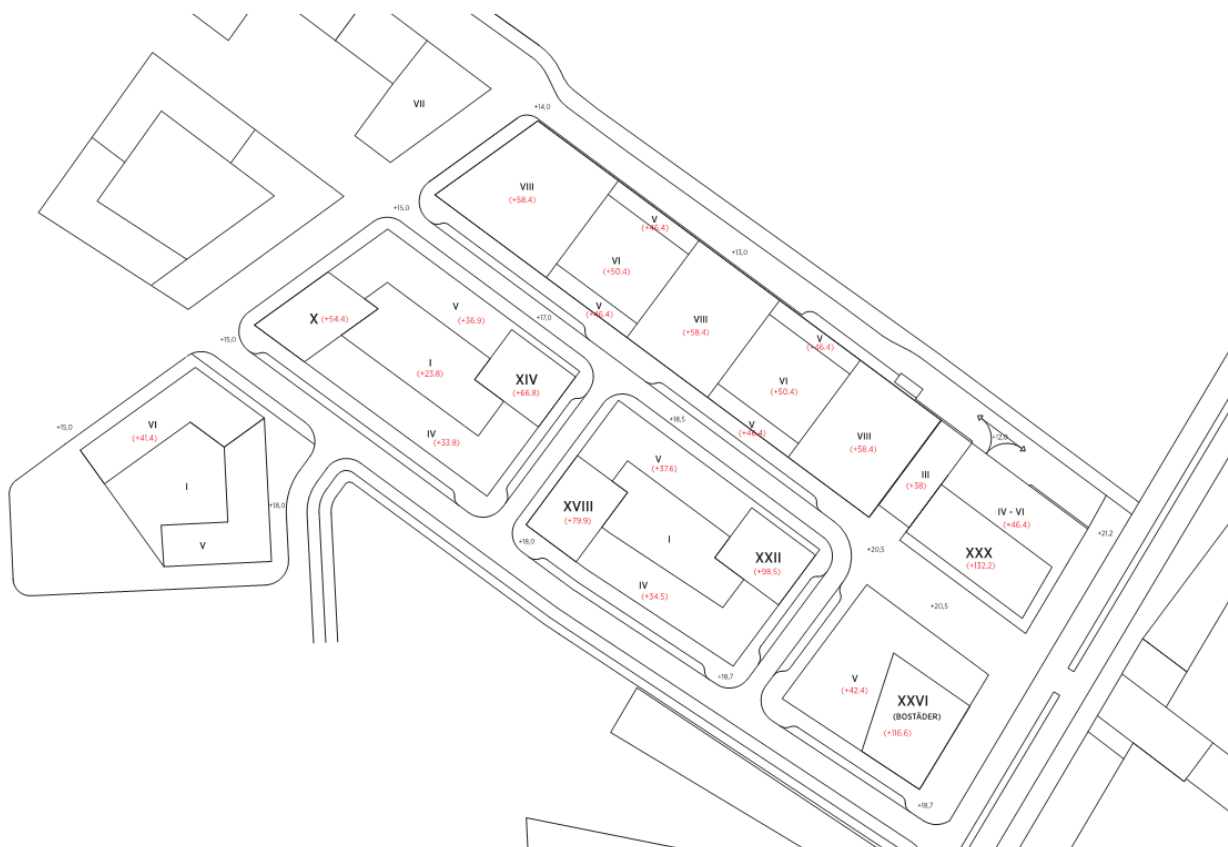 VII
+14,0
VIII
(+58.4)
+15,0
V
(+46.4)
+13,0
VI
(+50.4)
V
(+46.4)
+17,0
VIII
(+58.4)
V
(+46.4)
VI
(+50.4)
V
(+46.4)
VIII
(+58.4)
III
(+38)
+12,0
IV - VI
(+46.4)
XXX
(+132.2)
+21,2
+20,5
+20,5
+15,0
X (+54.4)
V
(+36.9)
I
(+23.8)
XIV
(+66.8)
IV
(+33.8)
+15,0
VI
(+41.4)
I
V
+18,0
+18,5
V
(+37.6)
XVIII
(+79.9)
I
XXII
(+98.5)
+18,0
IV
(+34.5)
+18,7
V
(+42.4)
XXVI
(BOSTÄDER)
(+116.6)
+18,7